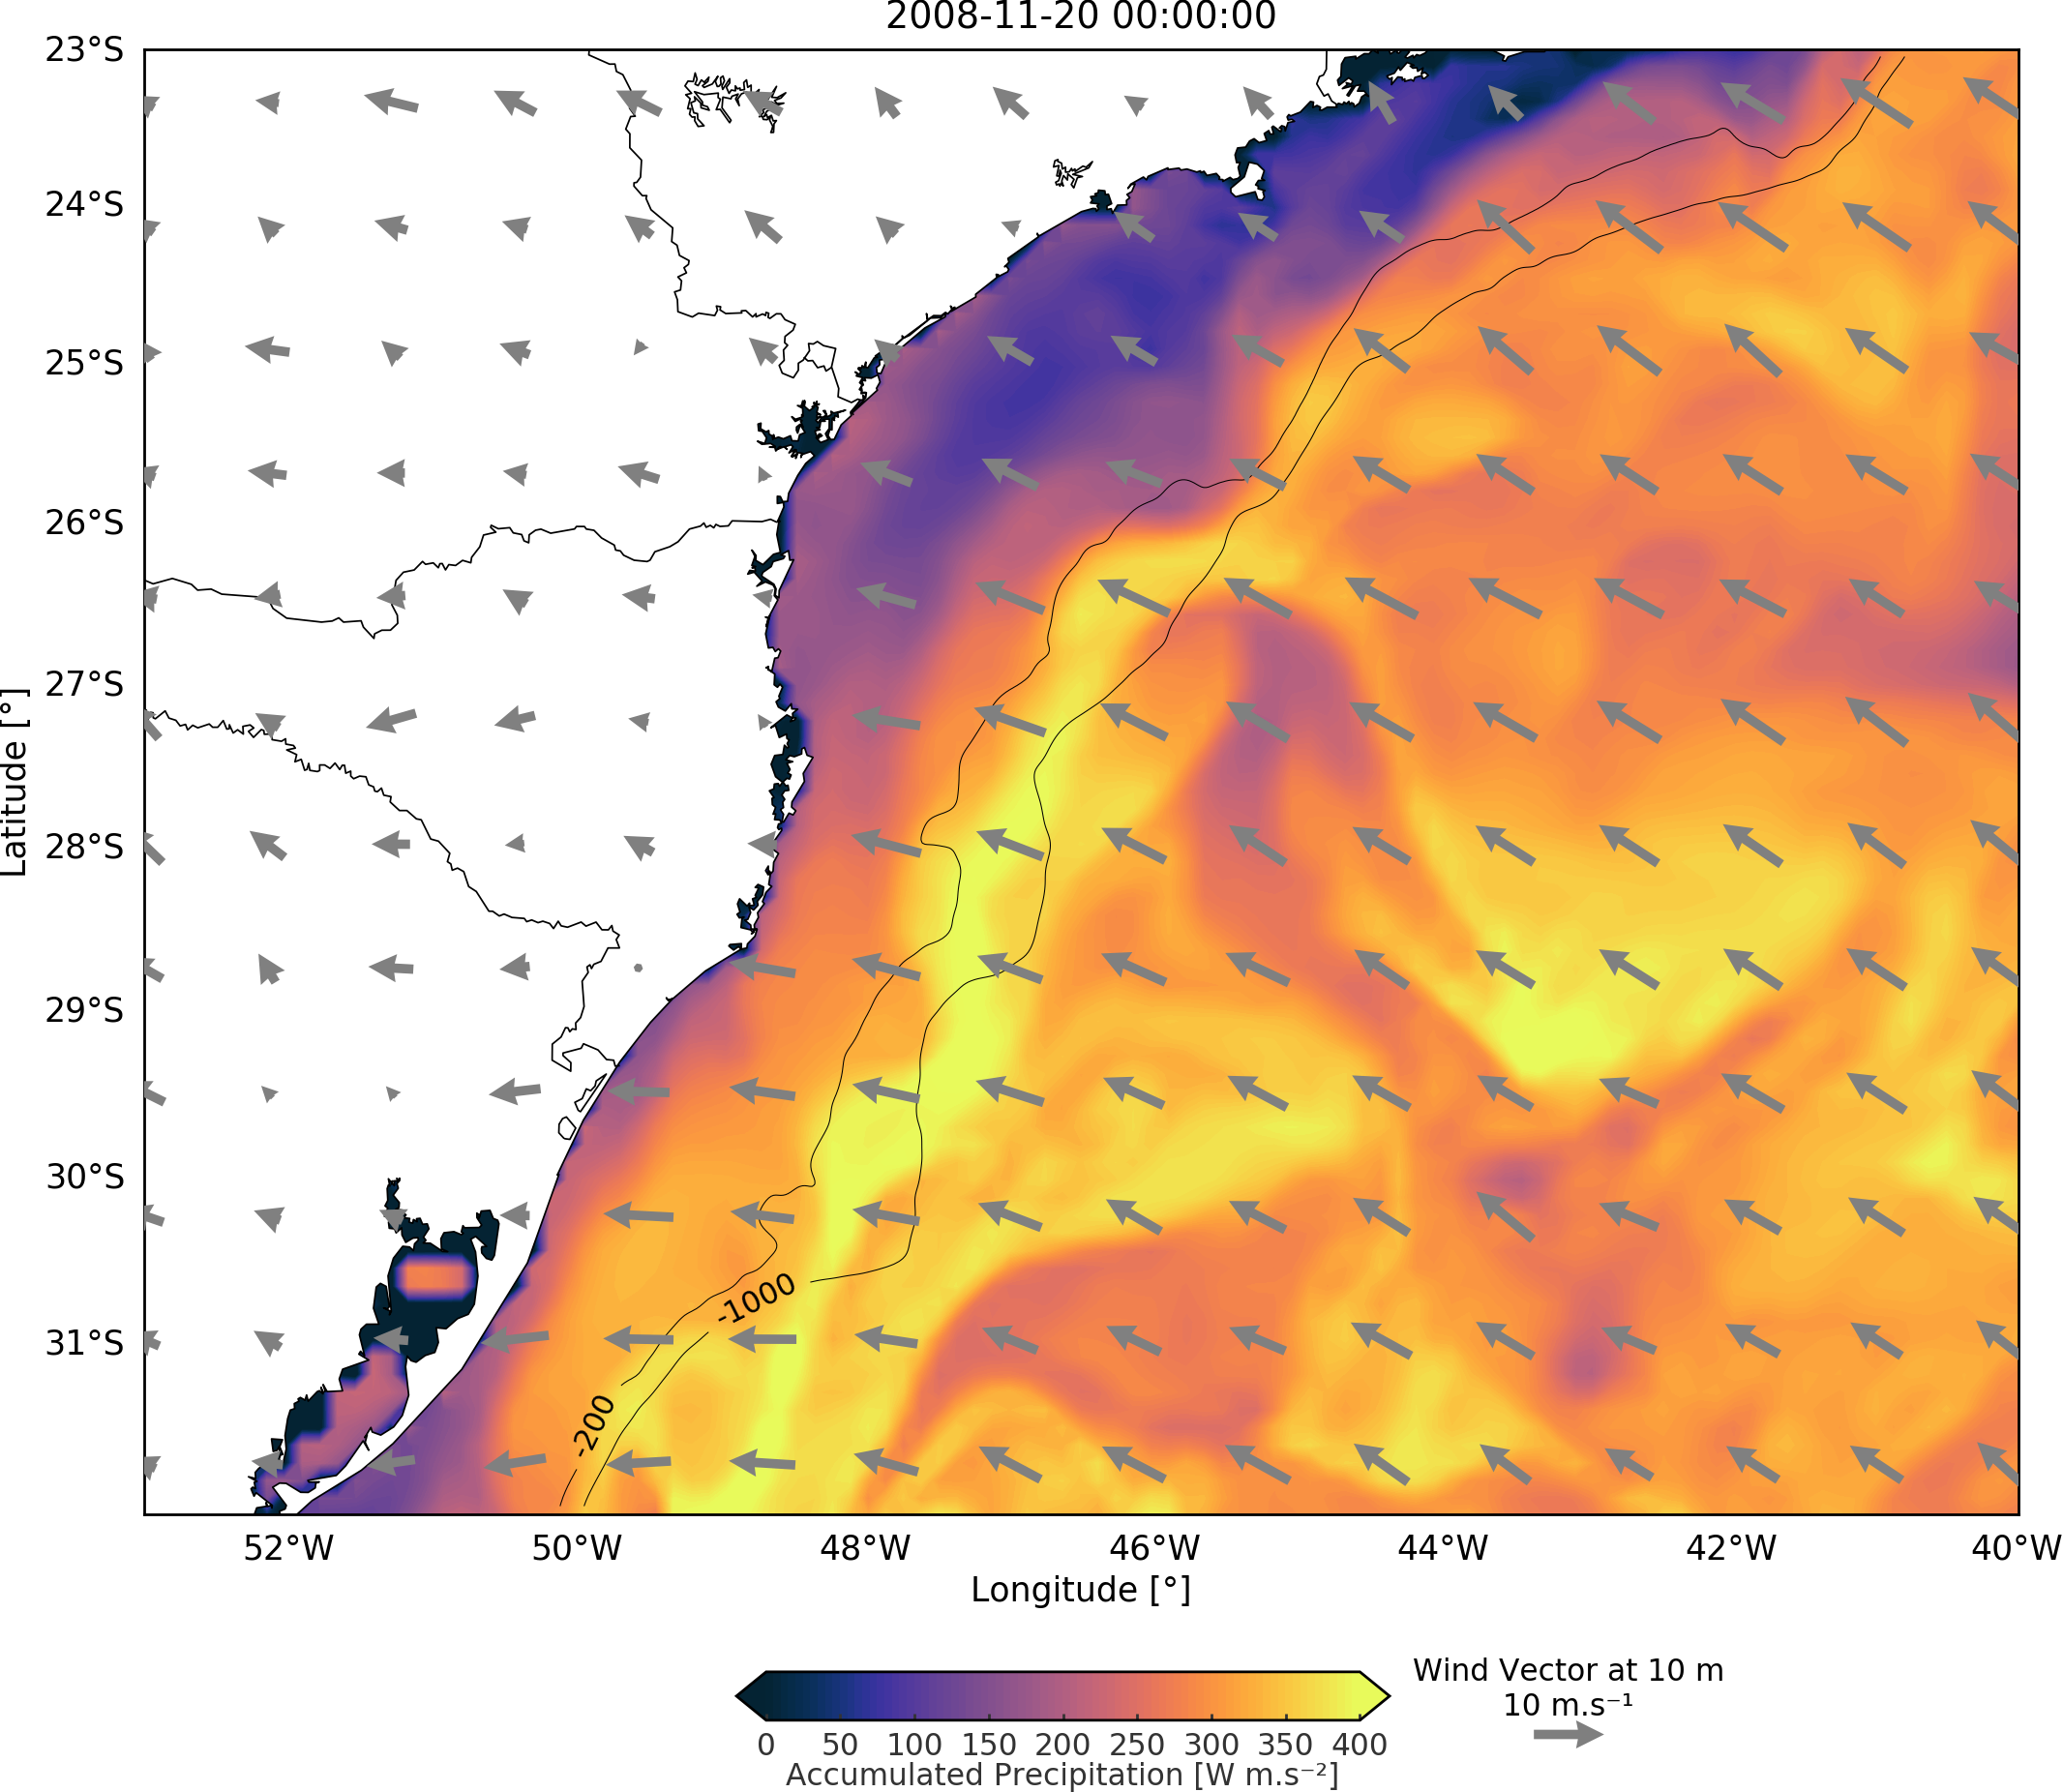 2008-11-20 00:00:00
23°S
24°S
25°S
26°S
27°S
28°S
29°S
30°S
31°S
Latitude [°]
-1000
-200
52°W 50°W 48°W 46°W 44°W 42°W 40°W
Longitude [°]
Wind Vector at 10 m
10 m.s⁻¹
0 50 100 150 200 250 300 350 400
Accumulated Precipitation [W m.s⁻²]